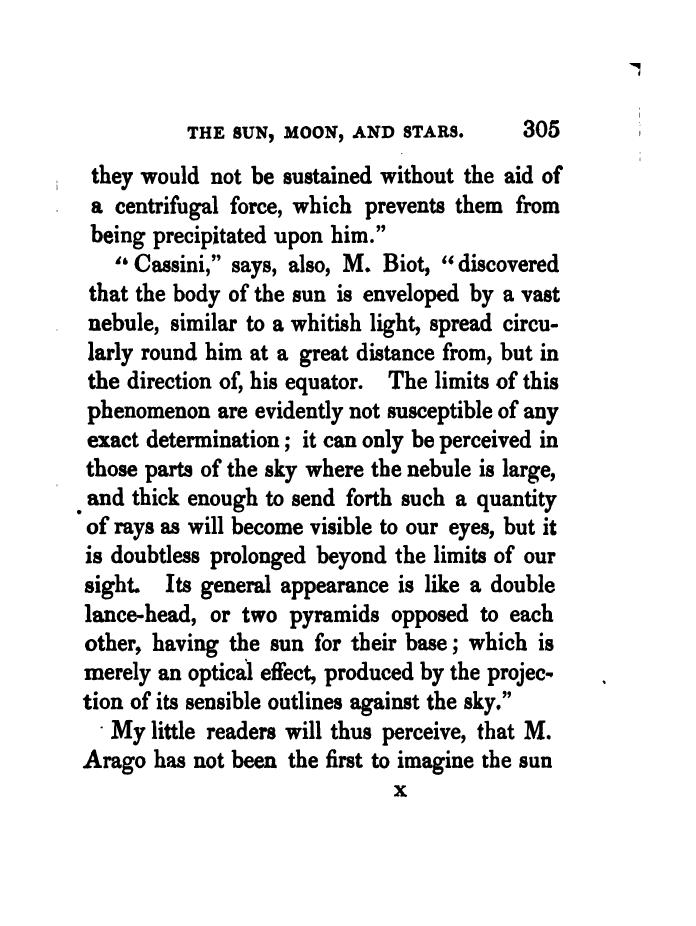 THE SUN, MOON, AND STARS. 305
they would not be sustained without the aid of
a centrifugal force, which prevents them from
being precipitated upon him.”
“Cassini,” says, also, M. Biot, “discovered
that the body of the sun is enveloped by a vast
nebule, similar to a whitish light, spread circu-
larly round him at a great distance from, but in
the direction of, his equator. The limits of this
phenomenon are evidently not susceptible of any
exact determination; it can only be perceived in
those parts of the sky where the nebule is large,
and thick enough to send forth such a quantity
of rays as will become visible to our eyes, but it
is doubtless prolonged beyond the limits of our
sight. Its general appearance is like a double
lance-head, or two pyramids opposed to each
other, having the sun for their base; which is
merely an optical effect, produced by the projec-
tion of its sensible outlines against the sky.”
My little readers will thus perceive, that M.
Arago has not been the first to imagine the sun
X